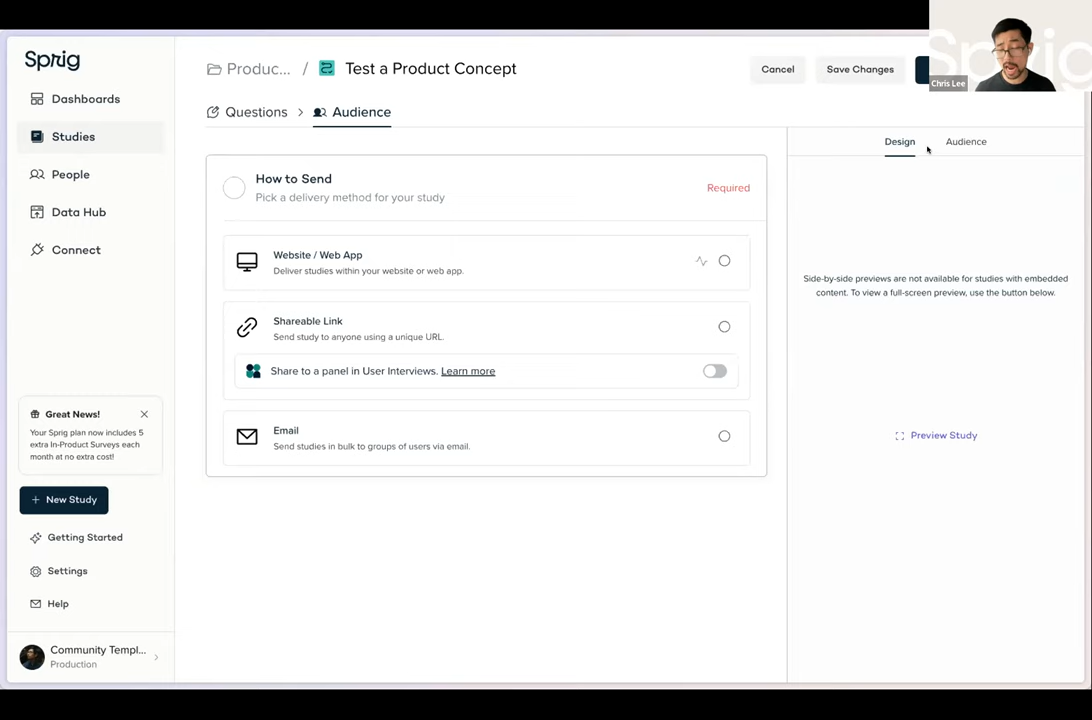 Sprig
Dashboards
Studies
People
Data Hub
Connect
Great News!
Your Sprig plan now includes 5
extra In-Product Surveys each
month at no extra cost!
+ New Study
Getting Started
Settings
Help
Community Templ...
Production
Produc... / Test a Product Concept
Cancel
Save Changes
Questions > Audience
How to Send
Pick a delivery method for your study
Required
Website / Web App
Deliver studies within your website or web app.
Shareable Link
Send study to anyone using a unique URL.
Share to a panel in User Interviews. Learn more
Email
Send studies in bulk to groups of users via email.
Design
Audience
Side-by-side previews are not available for studies with embedded
content. To view a full-screen preview, use the button below.
Preview Study
Sprig
Chris Lee